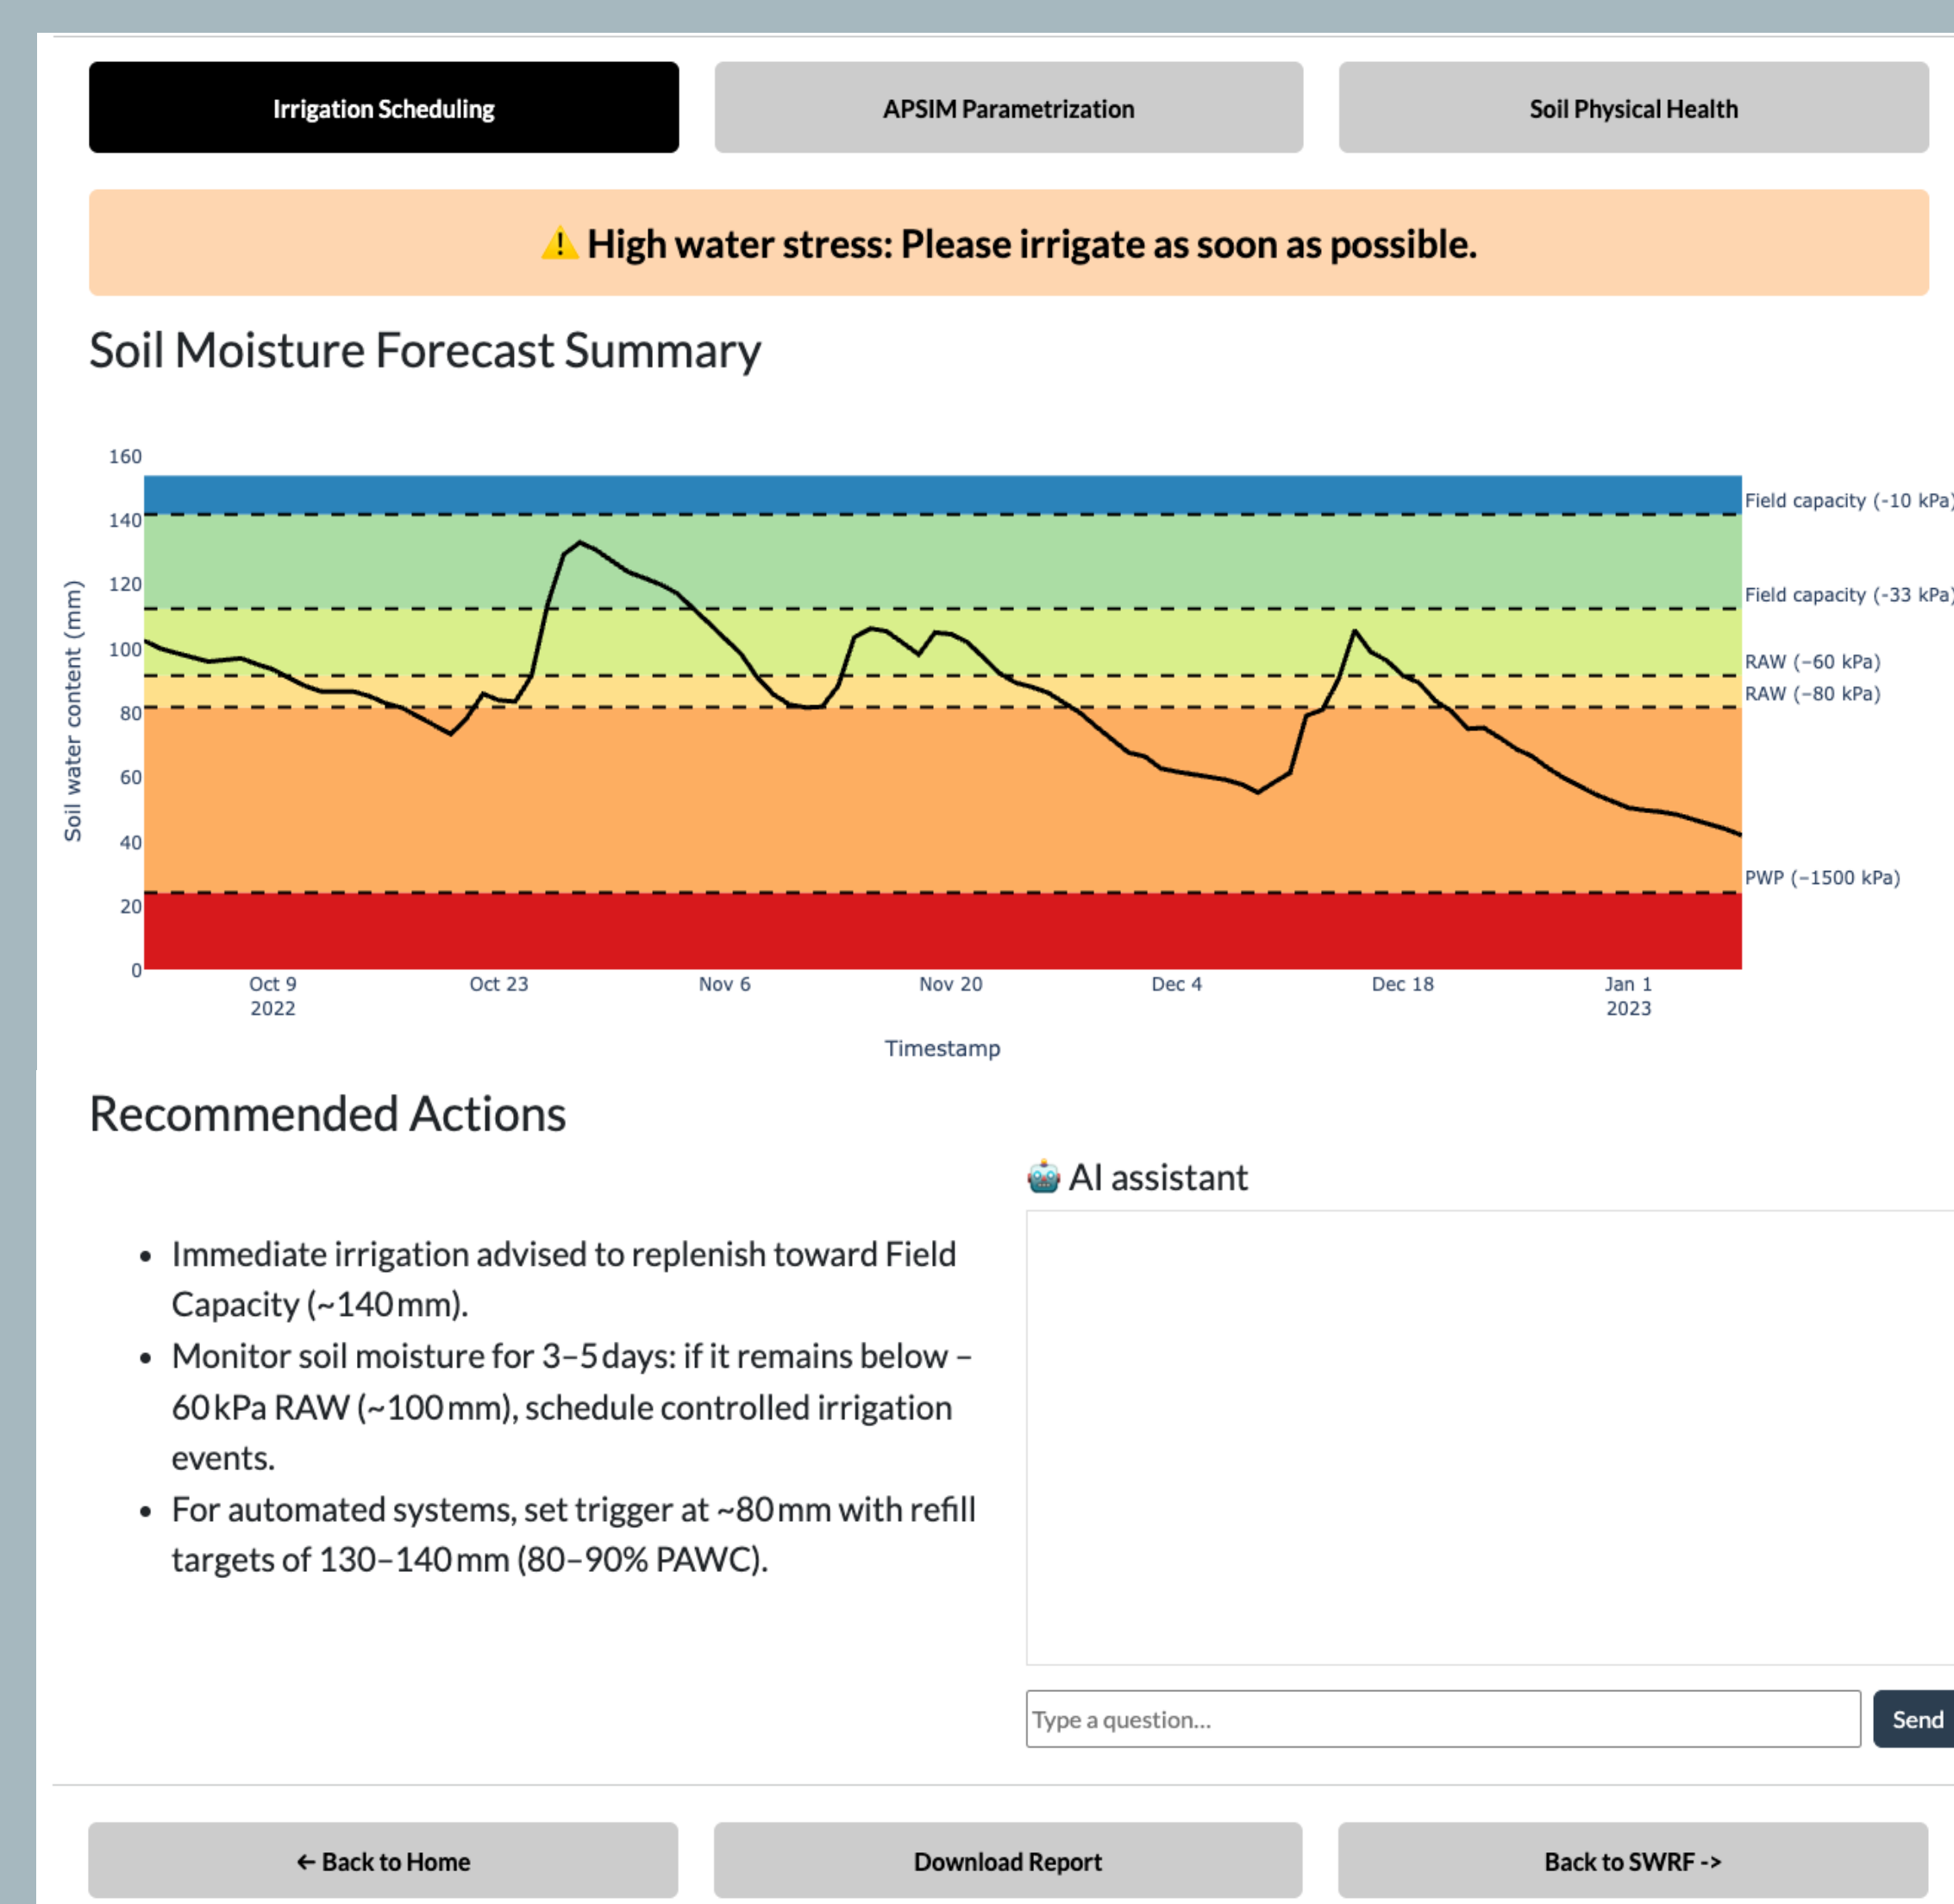 Irrigation Scheduling
APSIM Parametrization
Soil Physical Health
⚠️ High water stress: Please irrigate as soon as possible.
Soil Moisture Forecast Summary
160
140
120
100
80
60
40
20
0
Soil water content (mm)
Field capacity (-10 kPa)
Field capacity (-33 kPa)
RAW (−60 kPa)
RAW (−80 kPa)
PWP (−1500 kPa)
Oct 9
2022
Oct 23
Nov 6
Nov 20
Dec 4
Dec 18
Jan 1
2023
Timestamp
Recommended Actions
• Immediate irrigation advised to replenish toward Field
Capacity (~140 mm).
• Monitor soil moisture for 3–5 days: if it remains below –
60 kPa RAW (~100 mm), schedule controlled irrigation
events.
• For automated systems, set trigger at ~80 mm with refill
targets of 130–140 mm (80–90% PAWC).
🤖 AI assistant
Type a question...
Send
← Back to Home
Download Report
Back to SWRF ->